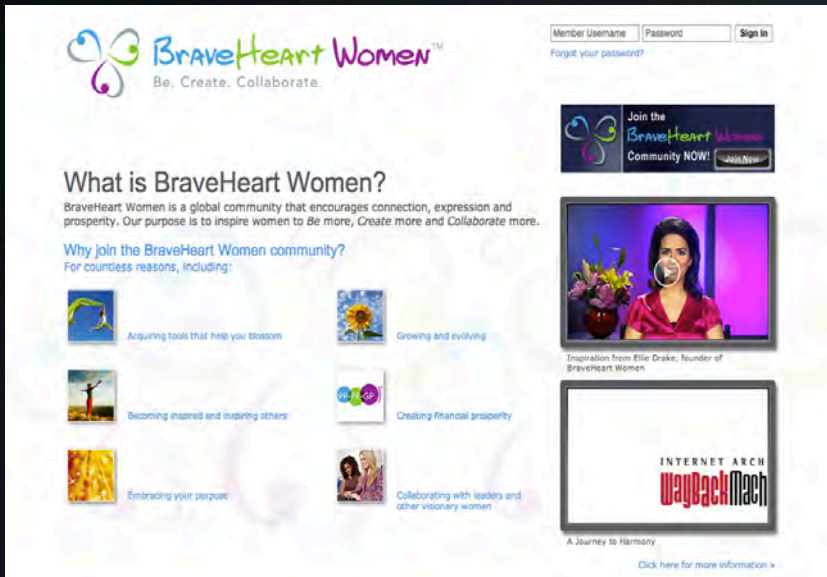 BraveHeart Women™
Be. Create. Collaborate.
Member Username
Password
Sign In
Forgot your password?
Join the
BraveHeart Women
Community NOW!
Join Now
What is BraveHeart Women?
BraveHeart Women is a global community that encourages connection, expression and
prosperity. Our purpose is to inspire women to Be more, Create more and Collaborate more.
Why join the BraveHeart Women community?
For countless reasons, including:
Acquiring tools that help you blossom
Growing and evolving
Becoming inspired and inspiring others
Creating financial prosperity
Embracing your purpose
Collaborating with leaders and
other visionary women
Inspiration from Ellie Drake, founder of
BraveHeart Women
INTERNET ARCH
WayBackMach
A Journey to Harmony
Click here for more information »